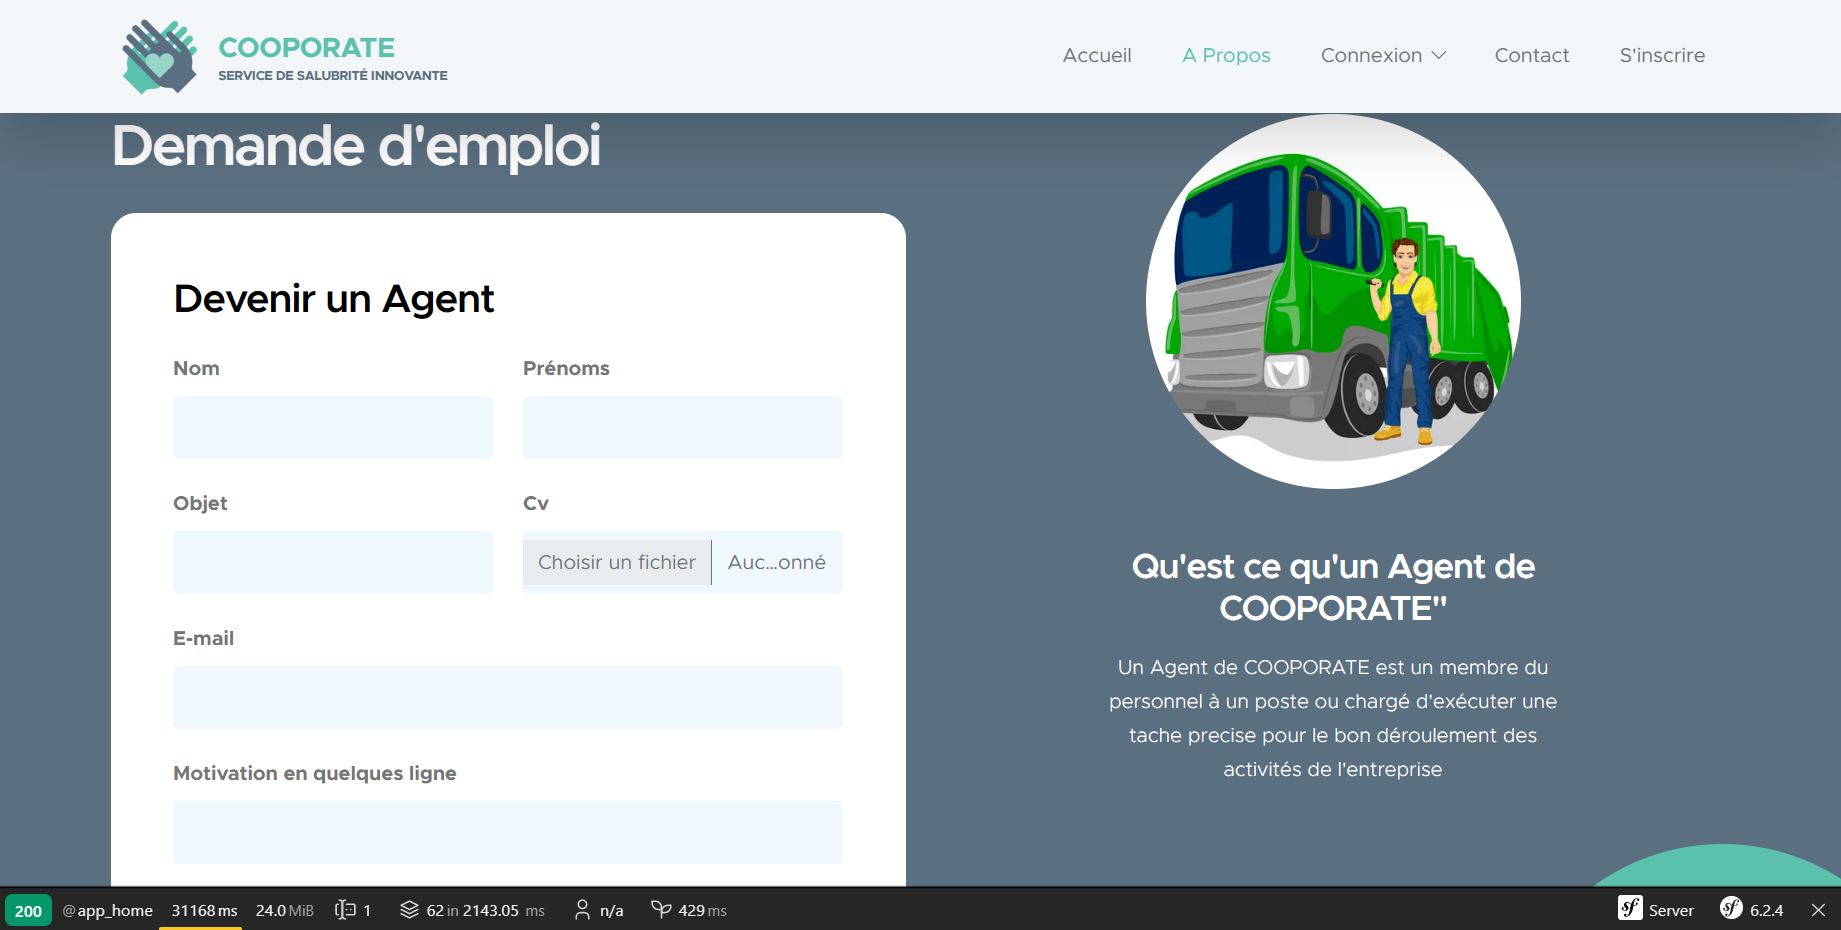 COOPORATE
SERVICE DE SALUBRITÉ INNOVANTE
Accueil
A Propos
Connexion
Contact
S'inscrire
Demande d'emploi
Devenir un Agent
Nom
Prénoms
Objet
Cv
Choisir un fichier
Auc...onné
E-mail
Motivation en quelques ligne
Qu'est ce qu'un Agent de
COOPORATE"
Un Agent de COOPORATE est un membre du
personnel à un poste ou chargé d'exécuter une
tache precise pour le bon déroulement des
activités de l'entreprise
200 @app_home 31168 ms 24.0 MiB 1 62 in 2143.05 ms n/a 429 ms sf Server sf 6.2.4